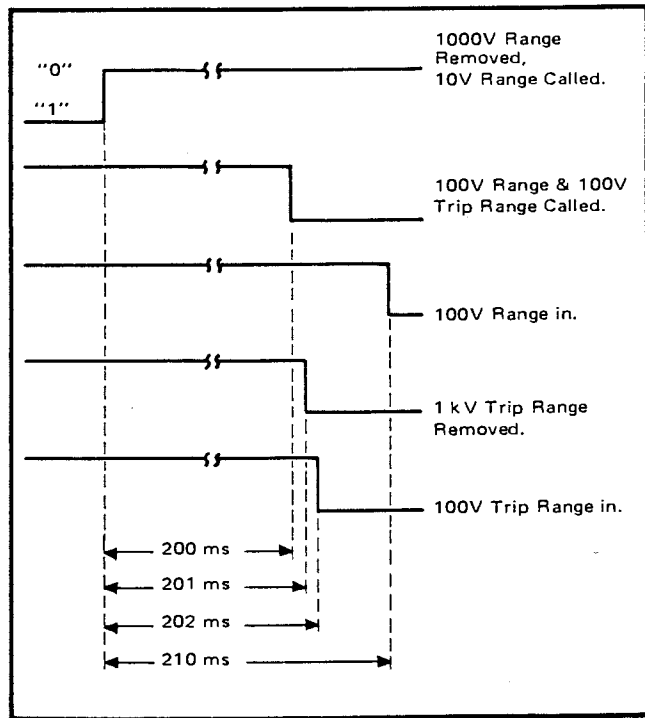 1000V Range
Removed,
10V Range Called.
"0"
"1"
100V Range & 100V
Trip Range Called.
100V Range in.
1 kV Trip Range
Removed.
100V Trip Range in.
200 ms
201 ms
202 ms
210 ms